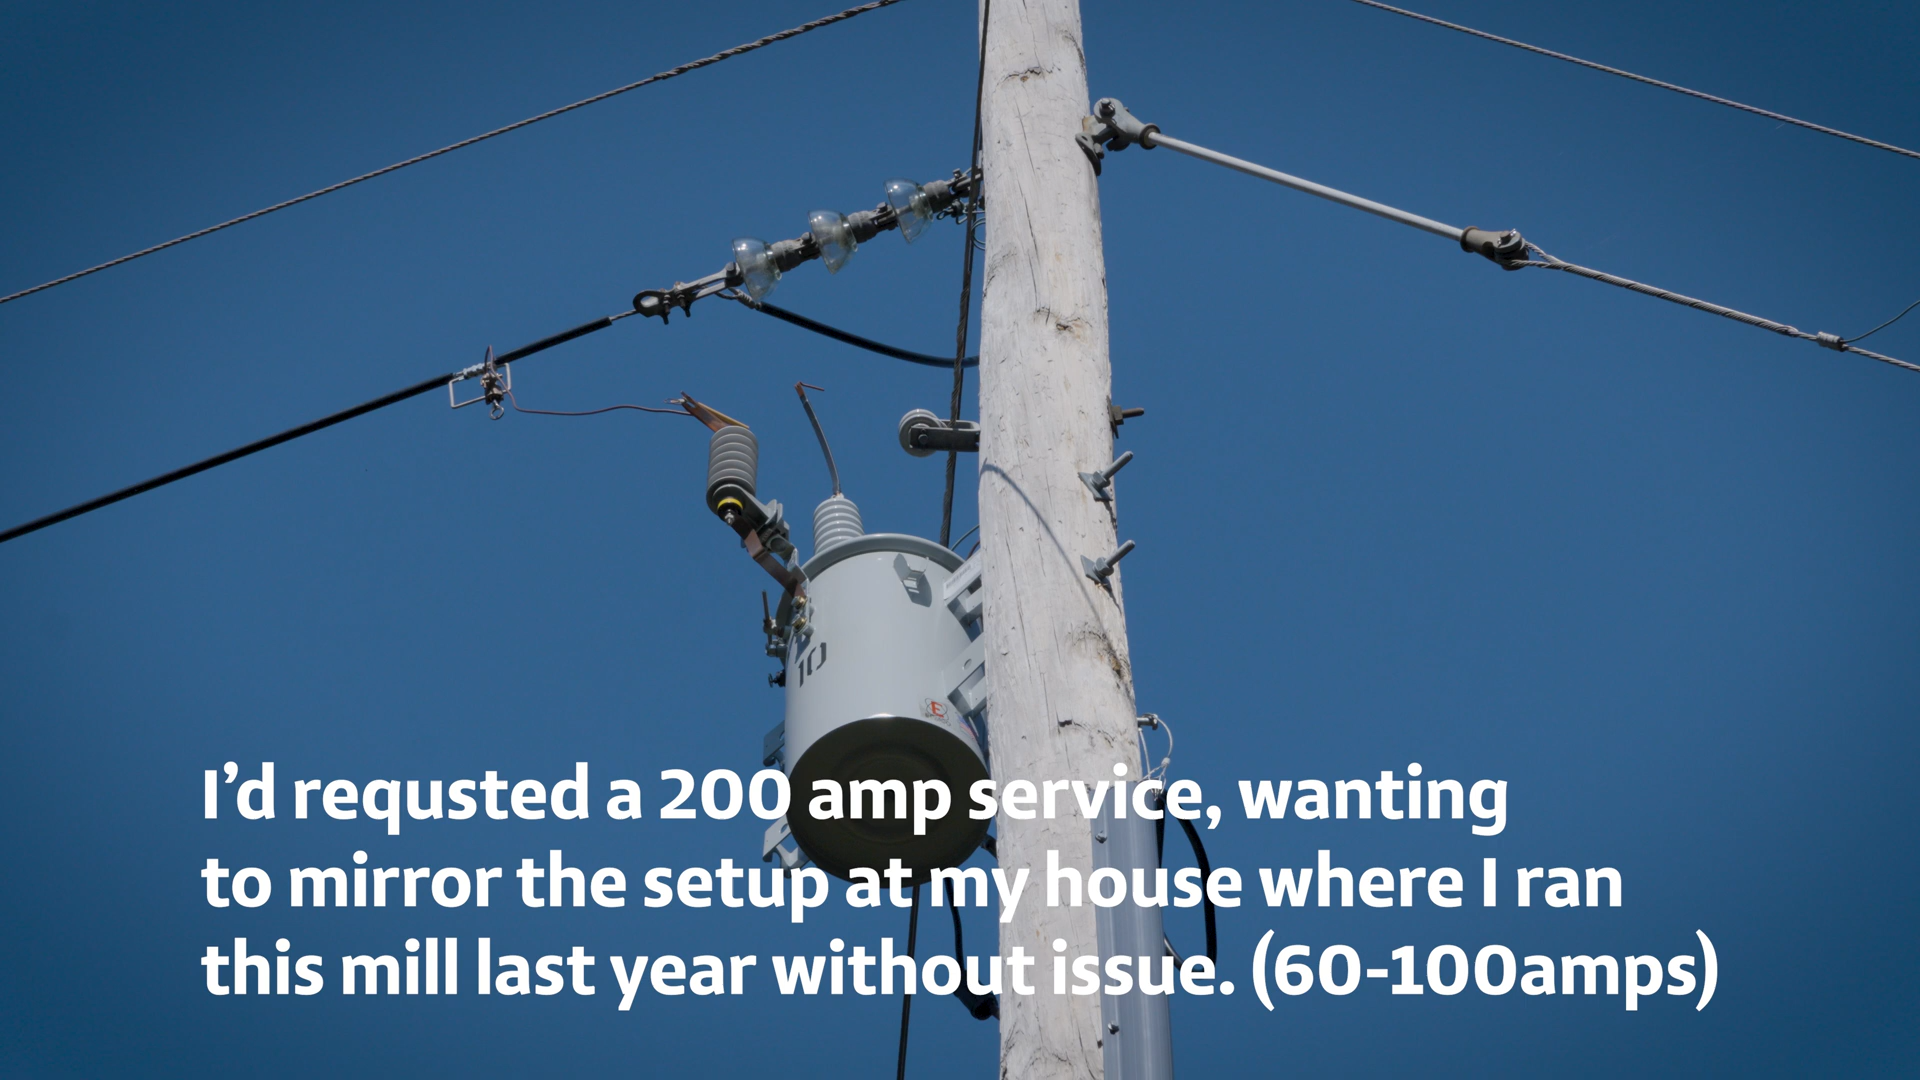 10
E
I’d requsted a 200 amp service, wanting
to mirror the setup at my house where I ran
this mill last year without issue. (60-100amps)